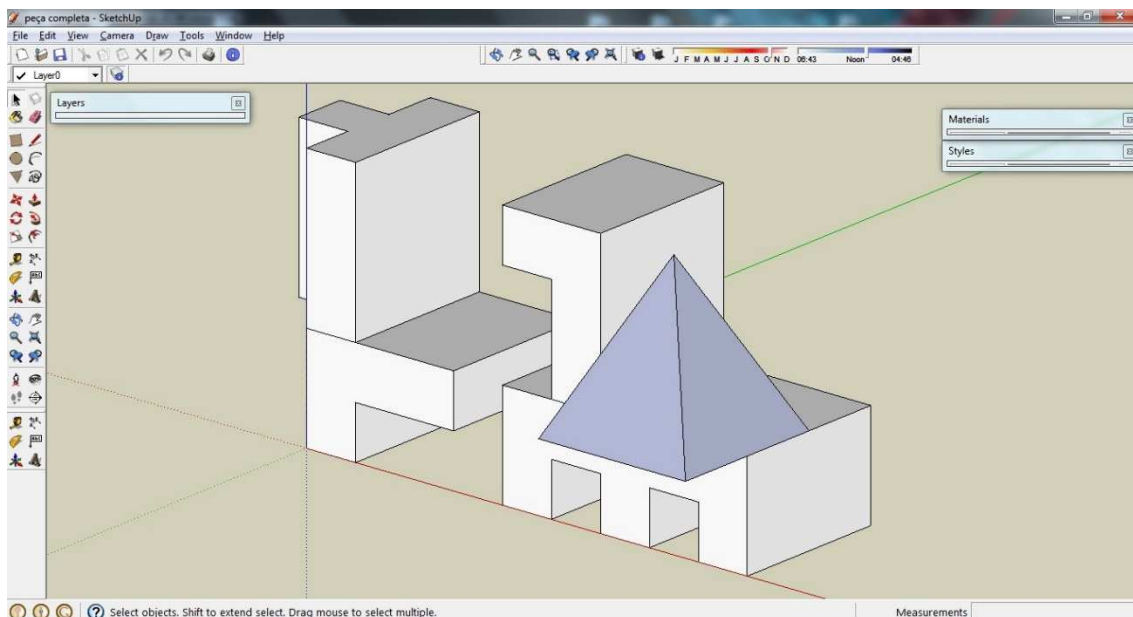 peça completa - SketchUp
File Edit View Camera Draw Tools Window Help
J F M A M J J A S O N D 06:43 Noon 04:46
Layer0
Layers
Materials
Styles
Select objects. Shift to extend select. Drag mouse to select multiple.
Measurements